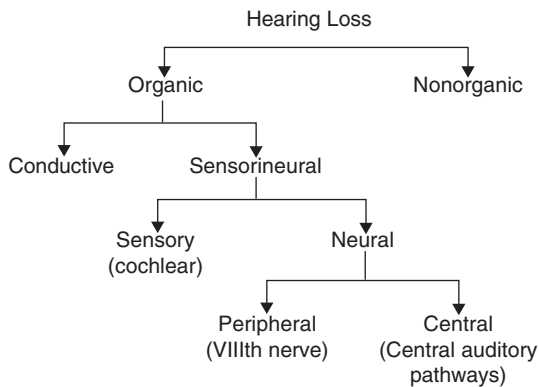 Hearing Loss
Organic
Nonorganic
Conductive
Sensorineural
Sensory
(cochlear)
Neural
Peripheral
(VIIIth nerve)
Central
(Central auditory
pathways)